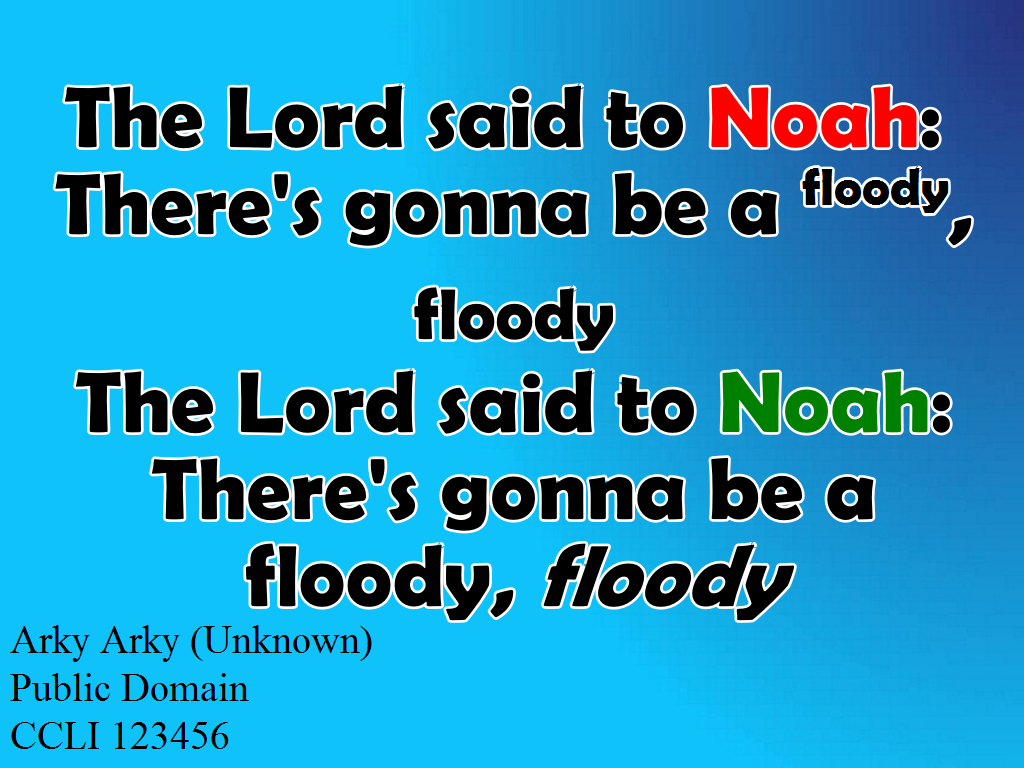 The Lord said to Noah:
There's gonna be a floody,
floody
The Lord said to Noah:
There's gonna be a
floody, floody
Arky Arky (Unknown)
Public Domain
CCLI 123456